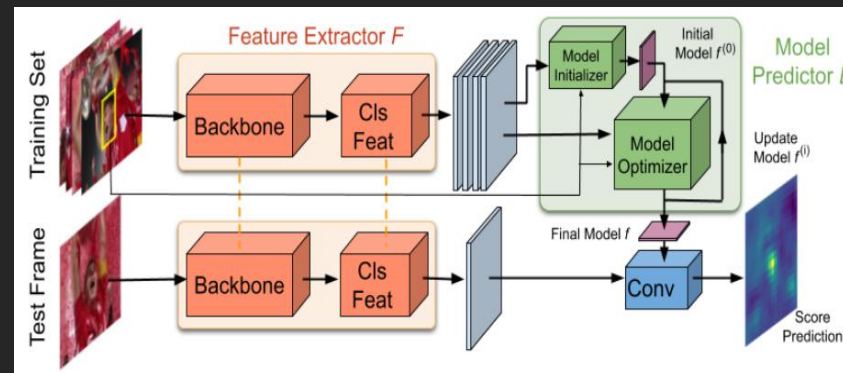 Training Set
Feature Extractor F
Backbone
Cls
Feat
Model
Initializer
Initial
Model f⁽⁰⁾
Model
Predictor
Model
Optimizer
Update
Model f⁽ⁱ⁾
Final Model f
Test Frame
Backbone
Cls
Feat
Conv
Score
Prediction